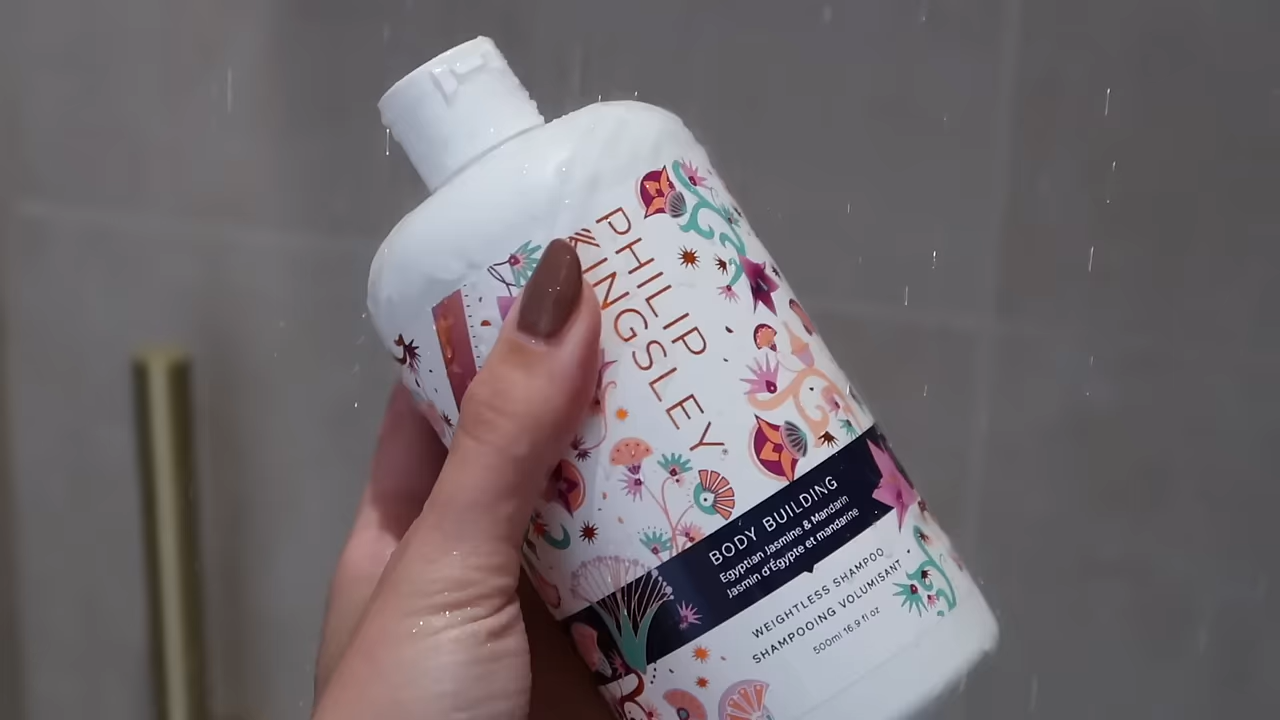 PHILIP
KINGSLEY
BODY BUILDING
Egyptian Jasmine & Mandarin
Jasmin d'Égypte et mandarine
WEIGHTLESS SHAMPOO
SHAMPOOING VOLUMISANT
500ml 16.9 fl oz